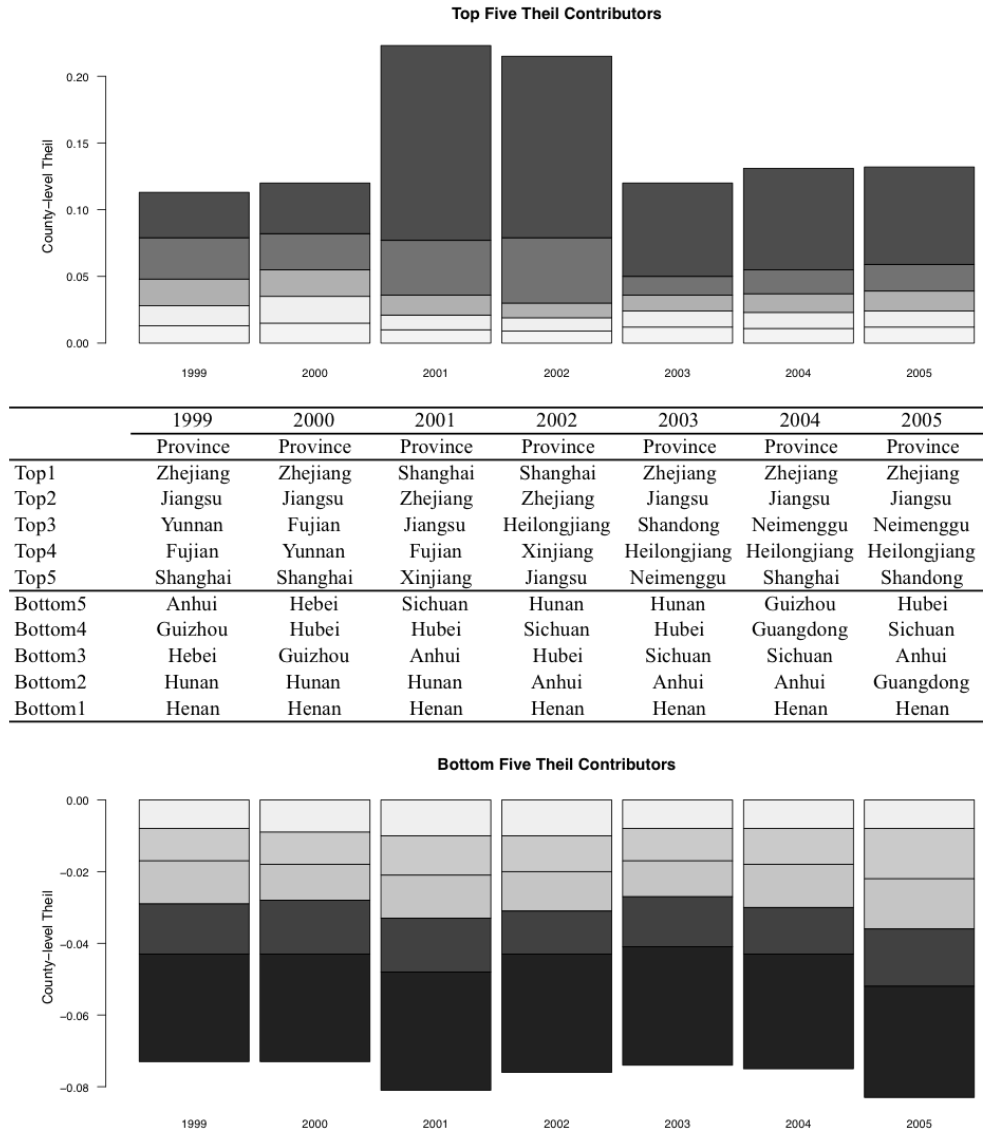 Top Five Theil Contributors
County-level Theil
0.20
0.15
0.10
0.05
0.00
1999 2000 2001 2002 2003 2004 2005
1999 2000 2001 2002 2003 2004 2005
Province Province Province Province Province Province Province
Top1 Zhejiang Zhejiang Shanghai Shanghai Zhejiang Zhejiang Zhejiang
Top2 Jiangsu Jiangsu Zhejiang Zhejiang Jiangsu Jiangsu Jiangsu
Top3 Yunnan Fujian Jiangsu Heilongjiang Shandong Neimenggu Neimenggu
Top4 Fujian Yunnan Fujian Xinjiang Heilongjiang Heilongjiang Heilongjiang
Top5 Shanghai Shanghai Xinjiang Jiangsu Neimenggu Shanghai Shandong
Bottom5 Anhui Hebei Sichuan Hunan Hunan Guizhou Hubei
Bottom4 Guizhou Hubei Hubei Sichuan Hubei Guangdong Sichuan
Bottom3 Hebei Guizhou Anhui Hubei Sichuan Sichuan Anhui
Bottom2 Hunan Hunan Hunan Anhui Anhui Anhui Guangdong
Bottom1 Henan Henan Henan Henan Henan Henan Henan
Bottom Five Theil Contributors
County-level Theil
0.00
−0.02
−0.04
−0.06
−0.08
1999 2000 2001 2002 2003 2004 2005